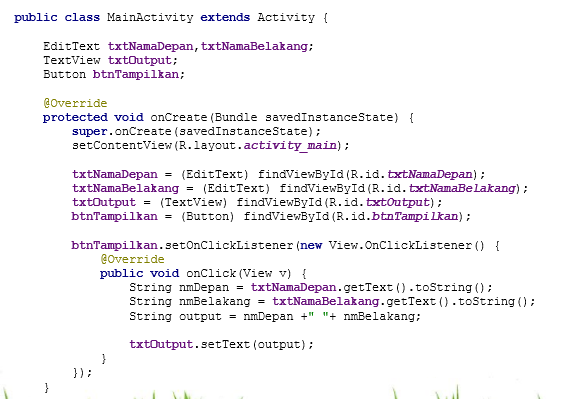 public class MainActivity extends Activity {
EditText txtNamaDepan,txtNamaBelakang;
TextView txtOutput;
Button btnTampilkan;
@Override
protected void onCreate(Bundle savedInstanceState) {
super.onCreate(savedInstanceState);
setContentView(R.layout.activity_main);
txtNamaDepan = (EditText) findViewById(R.id.txtNamaDepan);
txtNamaBelakang = (EditText) findViewById(R.id.txtNamaBelakang);
txtOutput = (TextView) findViewById(R.id.txtOutput);
btnTampilkan = (Button) findViewById(R.id.btnTampilkan);
btnTampilkan.setOnClickListener(new View.OnClickListener() {
@Override
public void onClick(View v) {
String nmDepan = txtNamaDepan.getText().toString();
String nmBelakang = txtNamaBelakang.getText().toString();
String output = nmDepan +" "+ nmBelakang;
txtOutput.setText(output);
}
});
}